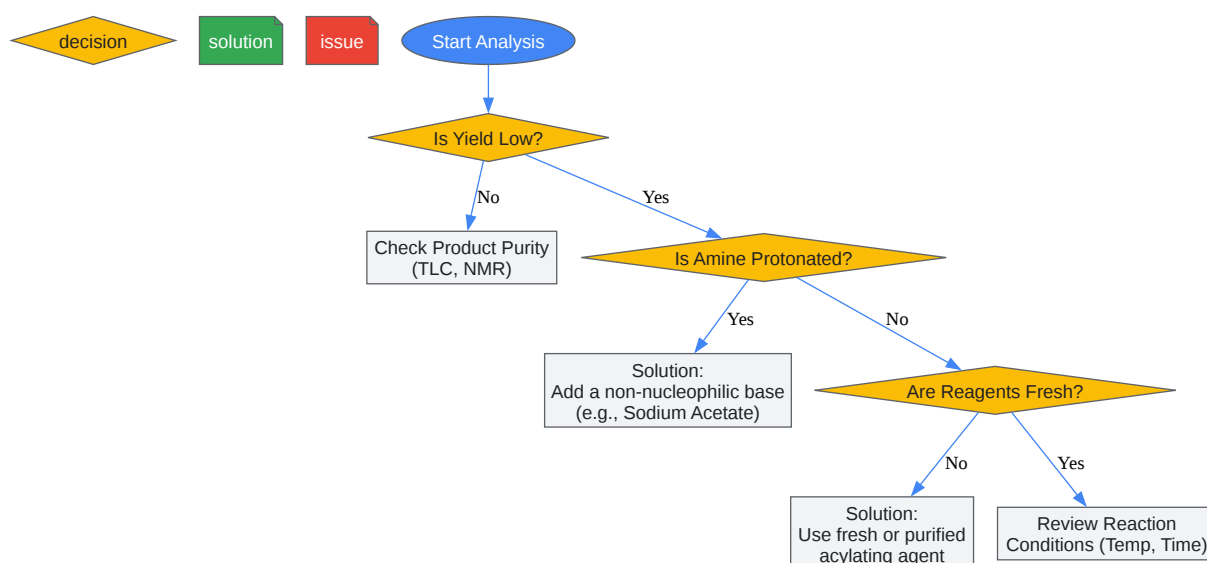 decision
solution
issue
Start Analysis
Is Yield Low?
No
Yes
Check Product Purity
(TLC, NMR)
Is Amine Protonated?
Yes
No
Solution:
Add a non-nucleophilic base
(e.g., Sodium Acetate)
Are Reagents Fresh?
No
Yes
Solution:
Use fresh or purified
acylating agent
Review Reaction
Conditions (Temp, Time)